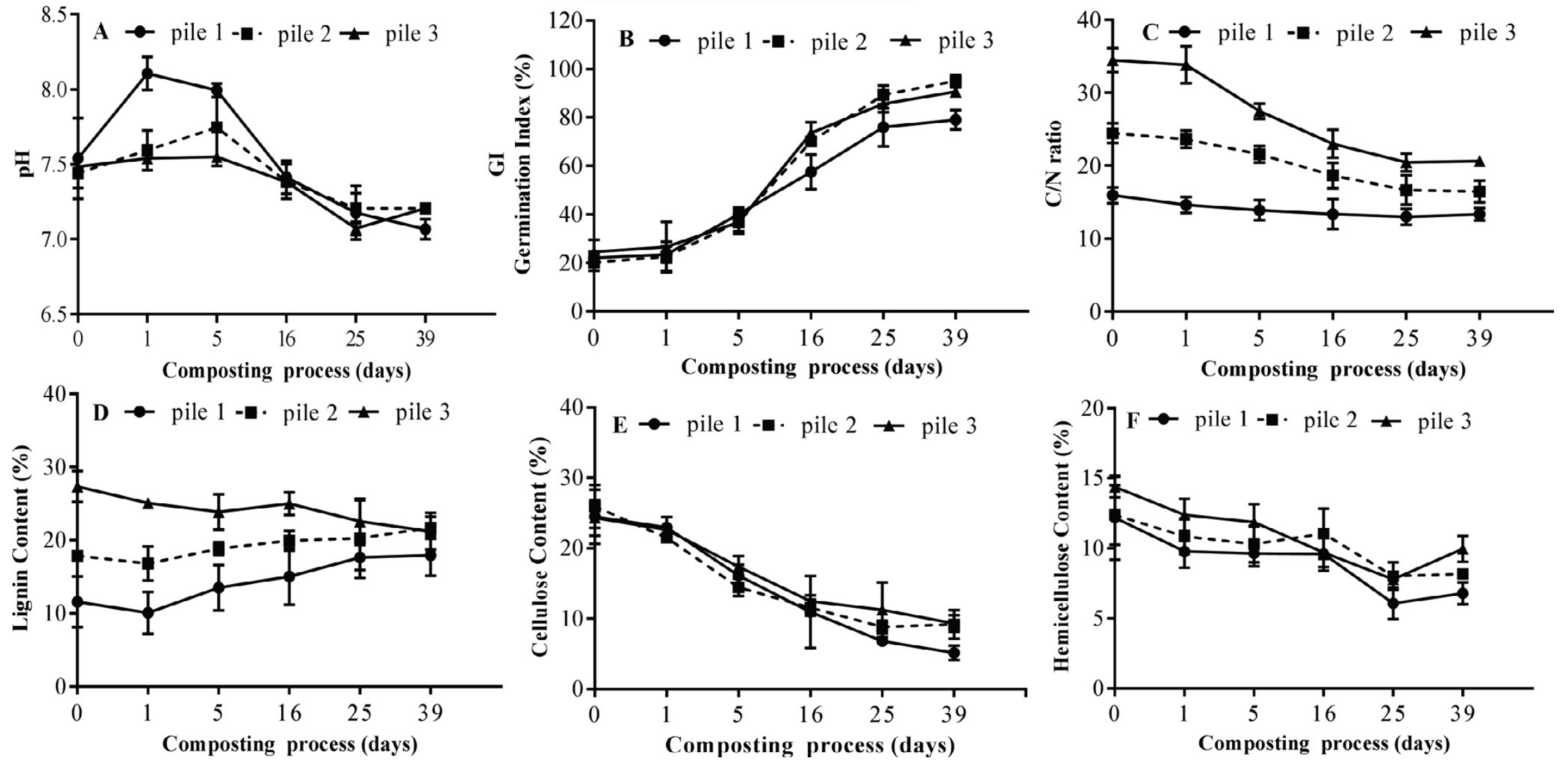 A pile 1 pile 2 pile 3
8.5
8.0
7.5
7.0
6.5
pH
0 1 5 16 25 39
Composting process (days)
B pile 1 pile 2 pile 3
120
100
80
60
40
20
0
GI
Germination Index (%)
0 1 5 16 25 39
Composting process (days)
C pile 1 pile 2 pile 3
40
30
20
10
0
C/N ratio
0 1 5 16 25 39
Composting process (days)
D pile 1 pile 2 pile 3
40
30
20
10
0
Lignin Content (%)
0 1 5 16 25 39
Composting process (days)
E pile 1 pilc 2 pile 3
40
30
20
10
0
Cellulose Content (%)
0 1 5 16 25 39
Composting process (days)
F pile 1 pilc 2 pile 3
20
15
10
5
0
Hemicellulose Content (%)
0 1 5 16 25 39
Composting process (days)